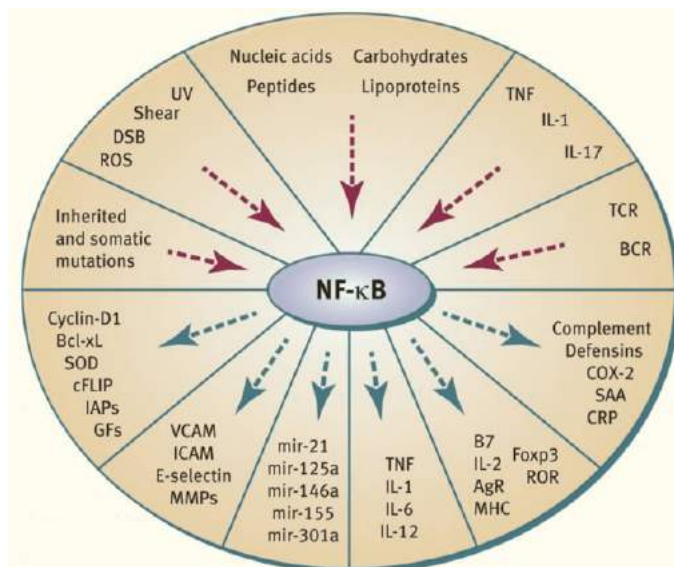 Nucleic acids
Peptides
Carbohydrates
Lipoproteins
UV
Shear
DSB
ROS
TNF
IL-1
IL-17
Inherited
and somatic
mutations
TCR
BCR
NF-κB
Cyclin-D1
Bcl-xL
SOD
cFLIP
IAPs
GFs
VCAM
ICAM
E-selectin
MMPs
mir-21
mir-125a
mir-146a
mir-155
mir-301a
TNF
IL-1
IL-6
IL-12
B7
IL-2
AgR
MHC
Foxp3
ROR
Complement
Defensins
COX-2
SAA
CRP